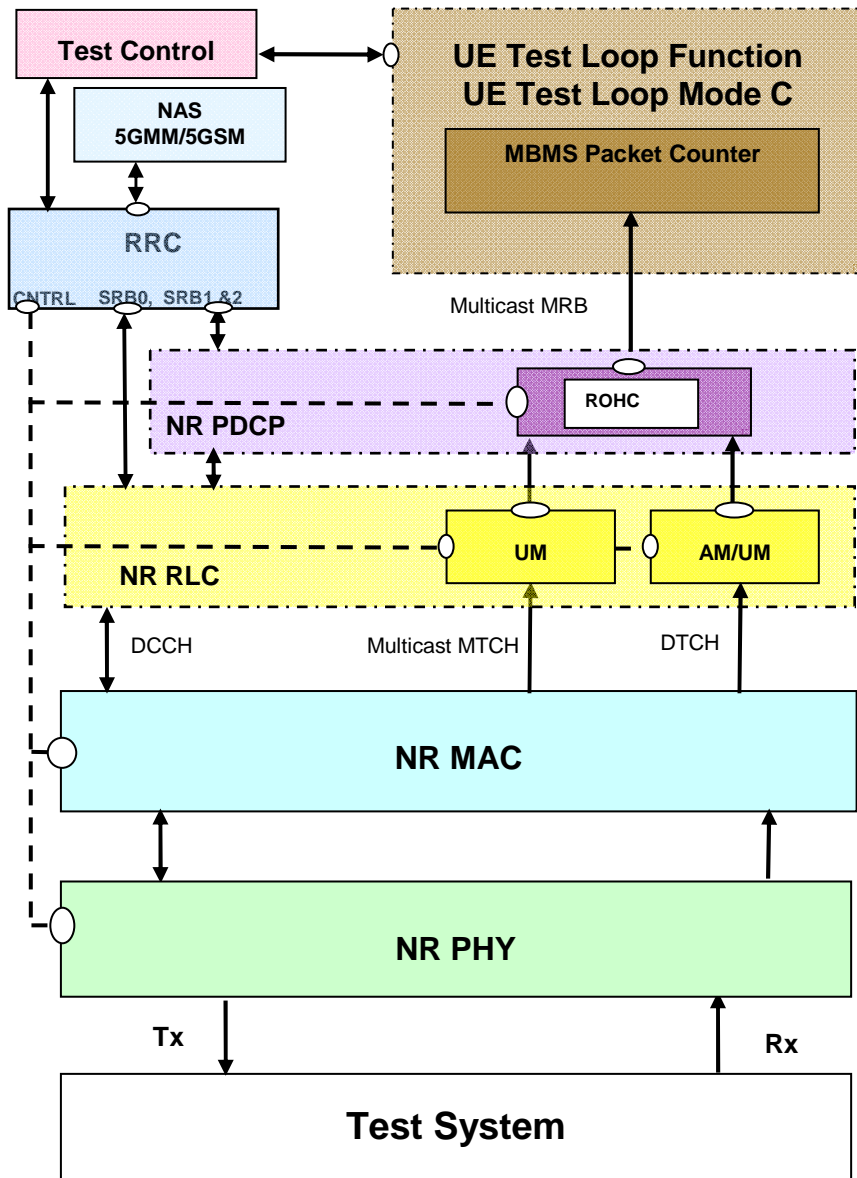 Test Control
UE Test Loop Function
UE Test Loop Mode C
NAS
5GMM/5GSM
MBMS Packet Counter
RRC
CNTRL SRB0, SRB1 &2
Multicast MRB
ROHC
NR PDCP
UM
AM/UM
NR RLC
DCCH
Multicast MTCH
DTCH
NR MAC
NR PHY
Tx
Rx
Test System